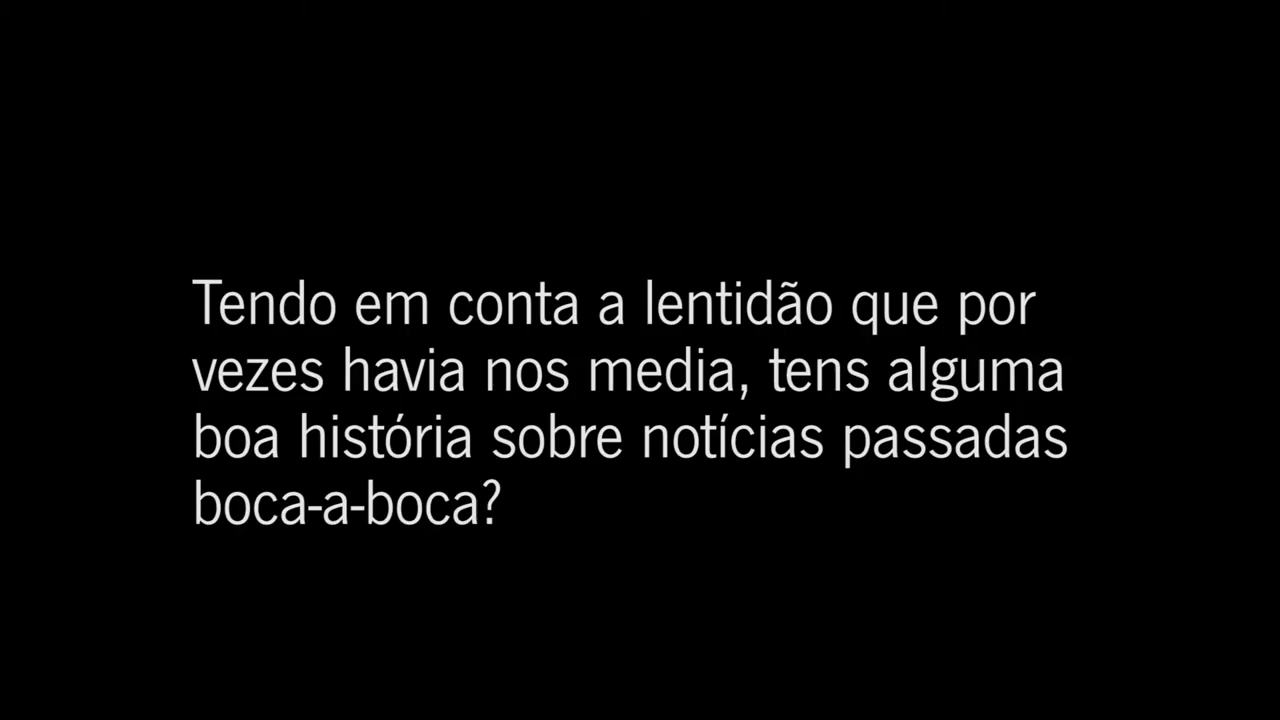 Tendo em conta a lentidão que por
vezes havia nos media, tens alguma
boa história sobre notícias passadas
boca-a-boca?